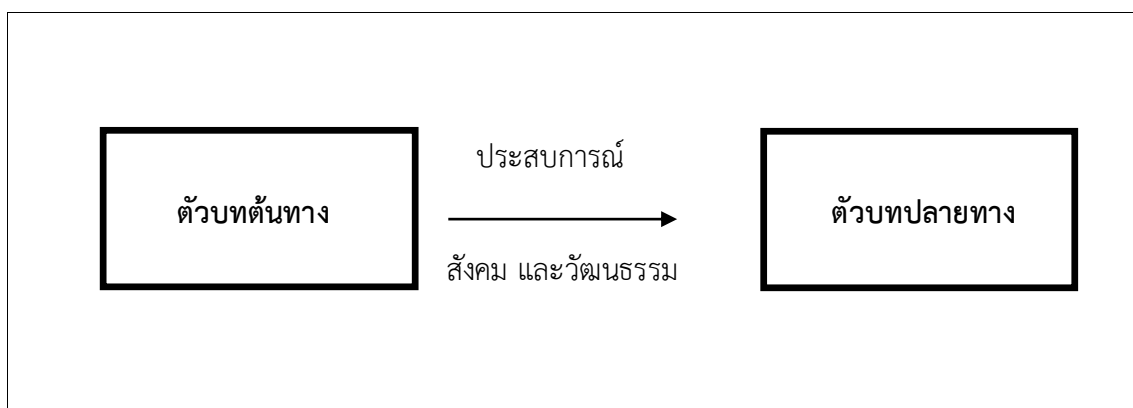 ประสบการณ์
ตัวบทต้นทาง
ตัวบทปลายทาง
สังคม และวัฒนธรรม